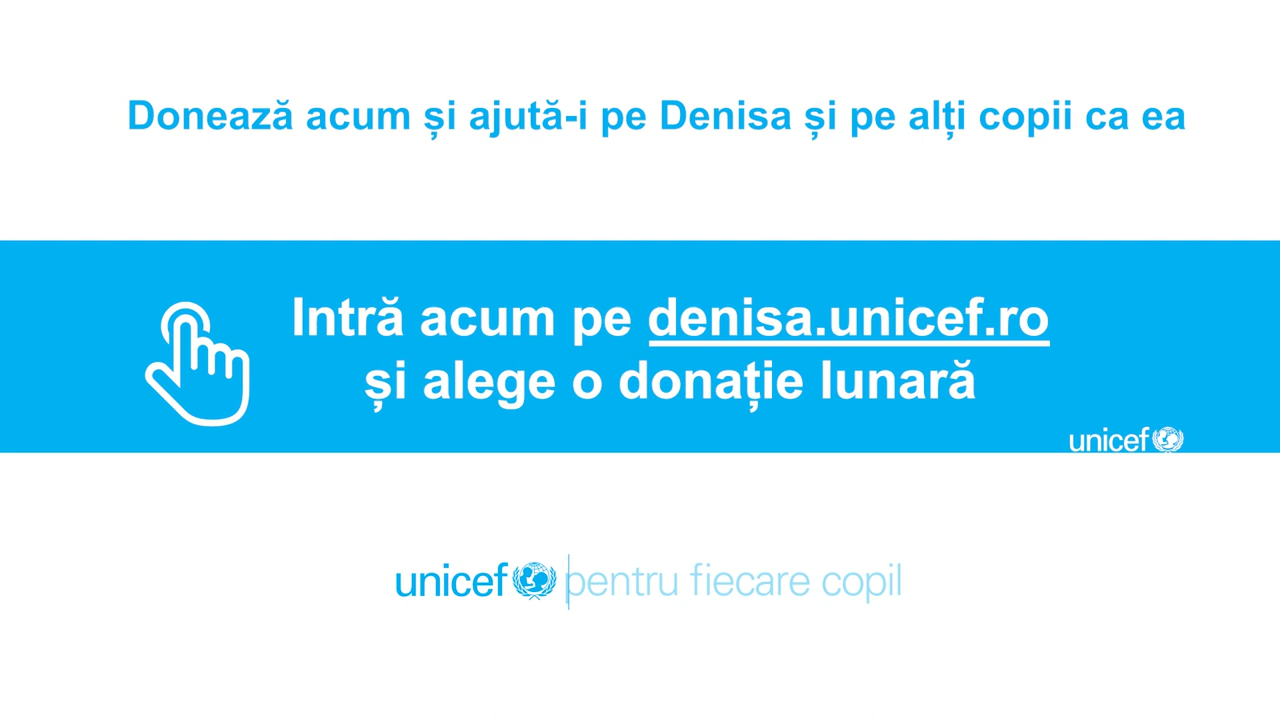 Donează acum și ajută-i pe Denisa și pe alți copii ca ea
Intră acum pe denisa.unicef.ro
și alege o donație lunară
unicef
unicef pentru fiecare copil